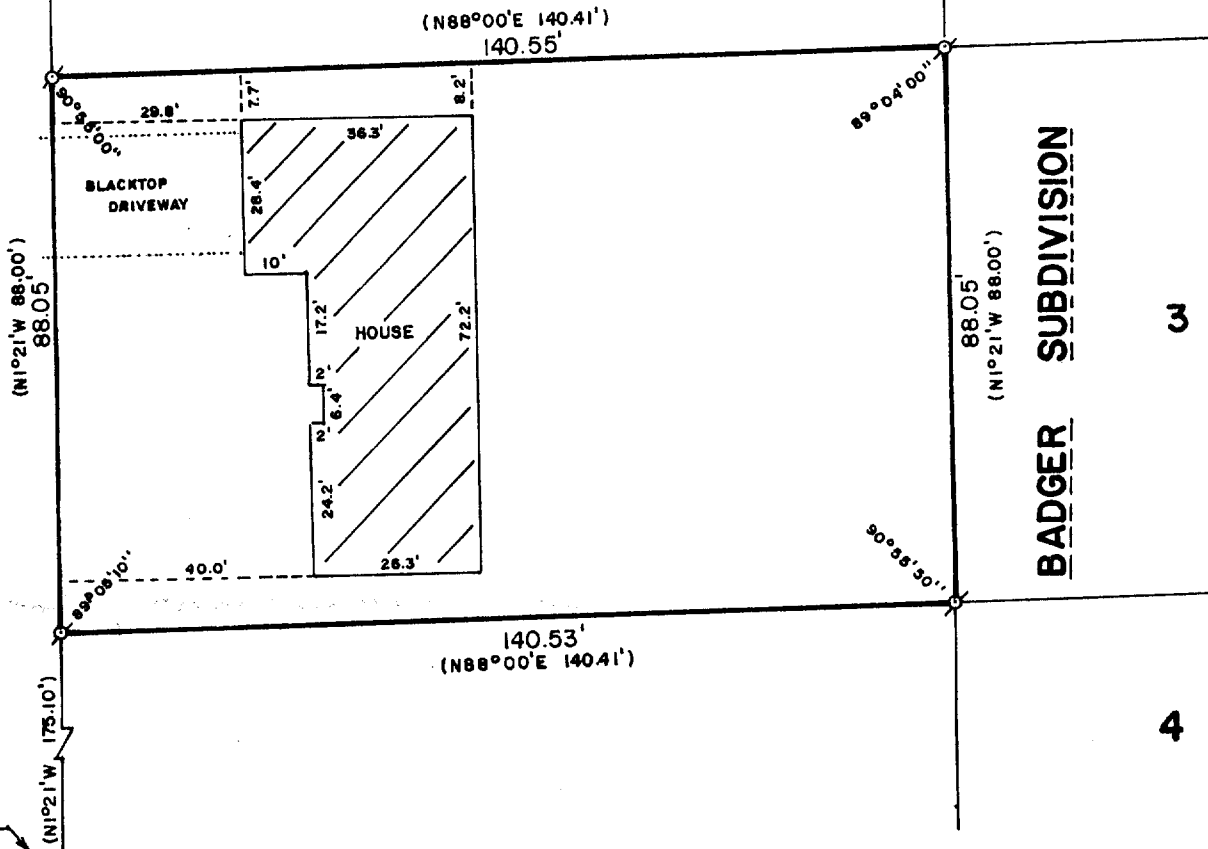 (N88°00'E 140.41')
140.55'
7.7'
8.2'
89°04'00"
29.8'
36.3'
BLACKTOP
DRIVEWAY
28.4'
10'
(N1°21'W 88.00')
88.05'
17.2'
HOUSE
72.2'
2'
6.4'
2'
24.2'
88.05'
(N1°21'W 88.00')
BADGER SUBDIVISION
3
40.0'
26.3'
140.53'
(N88°00'E 140.41')
(N1°21'W 175.10')
4